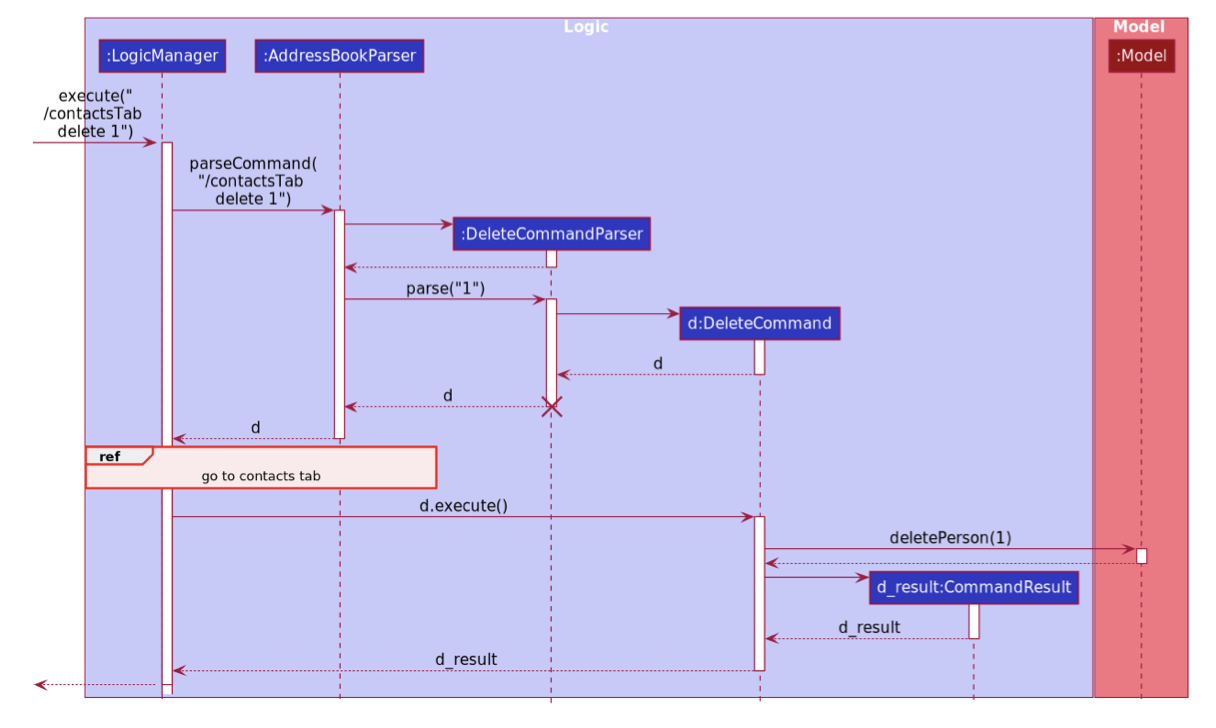 Logic
Model
:LogicManager
:AddressBookParser
:Model
execute("
/contactsTab
delete 1")
parseCommand(
"/contactsTab
delete 1")
:DeleteCommandParser
parse("1")
d:DeleteCommand
d
d
d
ref
go to contacts tab
d.execute()
deletePerson(1)
d_result:CommandResult
d_result
d_result